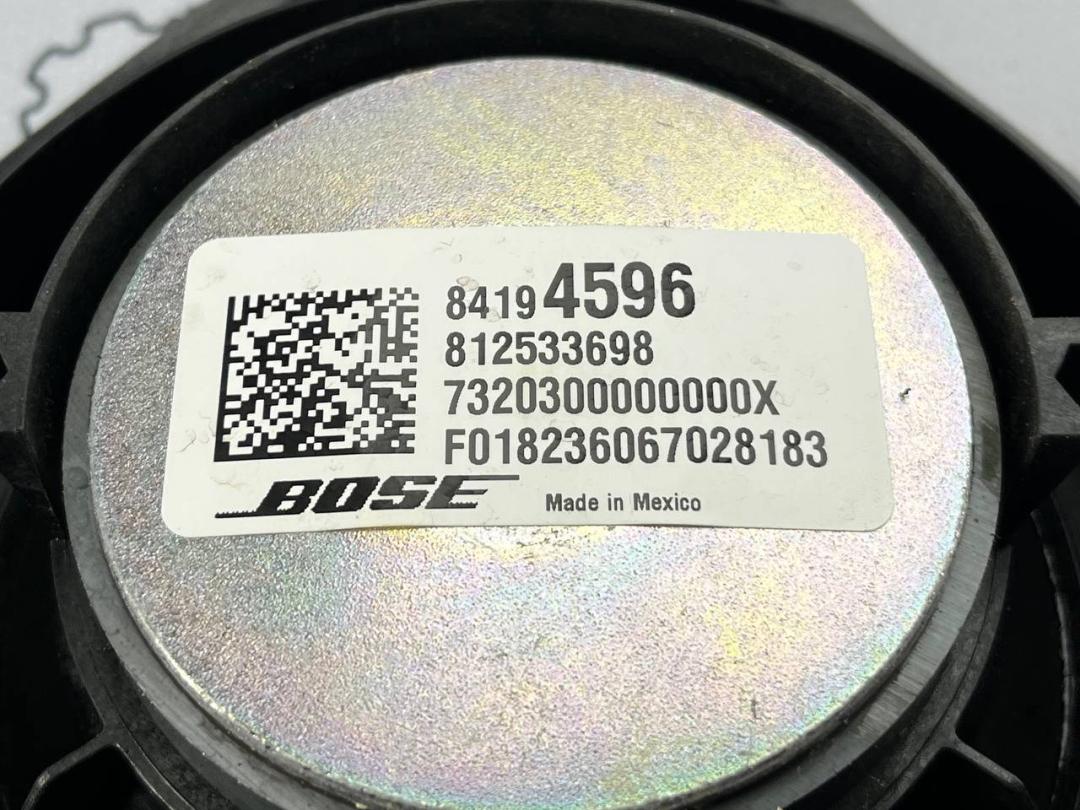 84194596
812533698
7320300000000X
F018236067028183
BOSE Made in Mexico